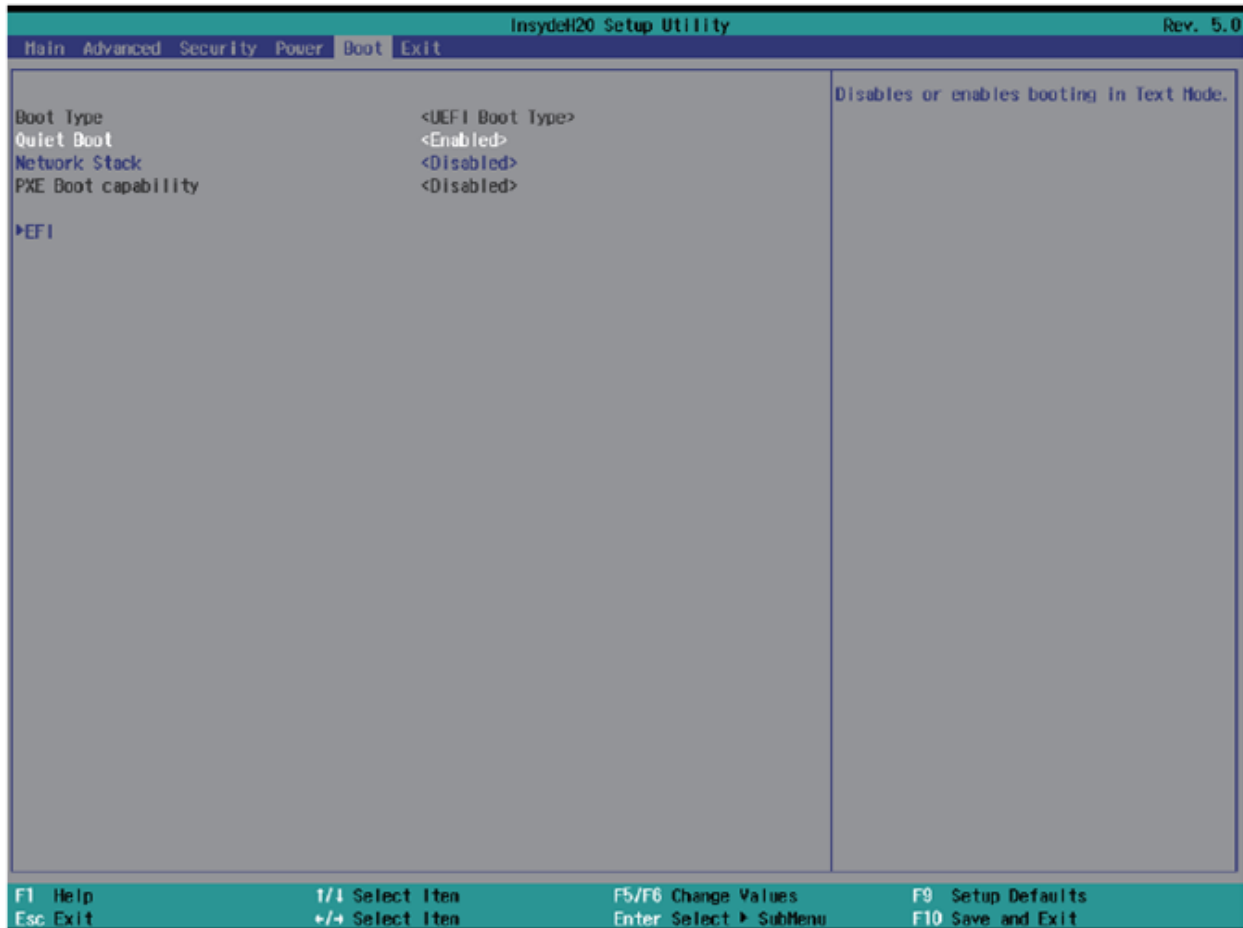 InsydeH20 Setup Utility Rev. 5.0
Main Advanced Security Power Boot Exit
Disables or enables booting in Text Mode.
Boot Type <UEFI Boot Type>
Quiet Boot <Enabled>
Network Stack <Disabled>
PXE Boot capability <Disabled>
▶EFI
F1 Help ↑/↓ Select Item F5/F6 Change Values F9 Setup Defaults
Esc Exit ←/→ Select Item Enter Select ▶ SubMenu F10 Save and Exit